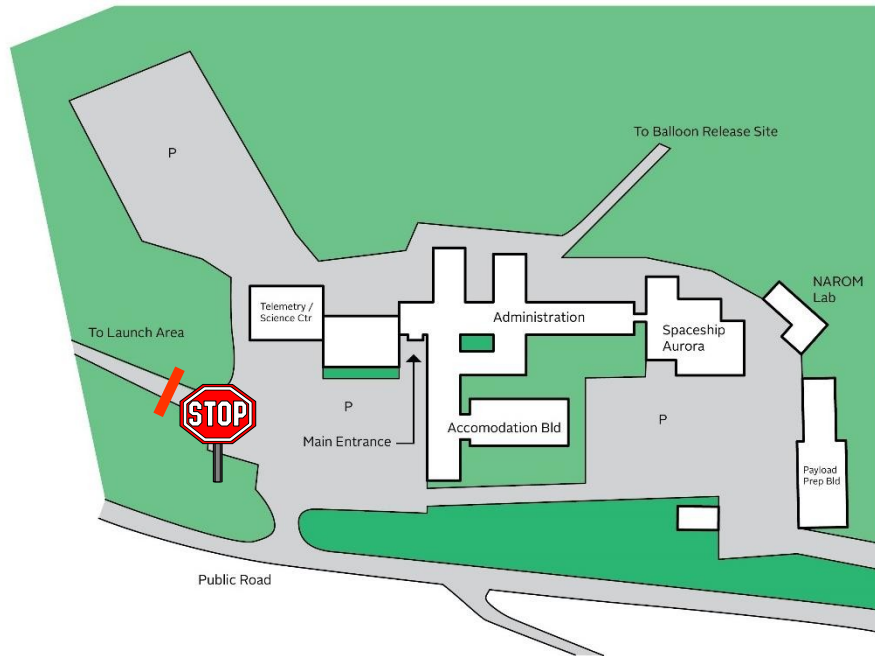 To Balloon Release Site
P
NAROM
Lab
Telemetry /
Science Ctr
Administration
Spaceship
Aurora
To Launch Area
STOP
P
P
Main Entrance
Accomodation Bld
Payload
Prep Bld
Public Road